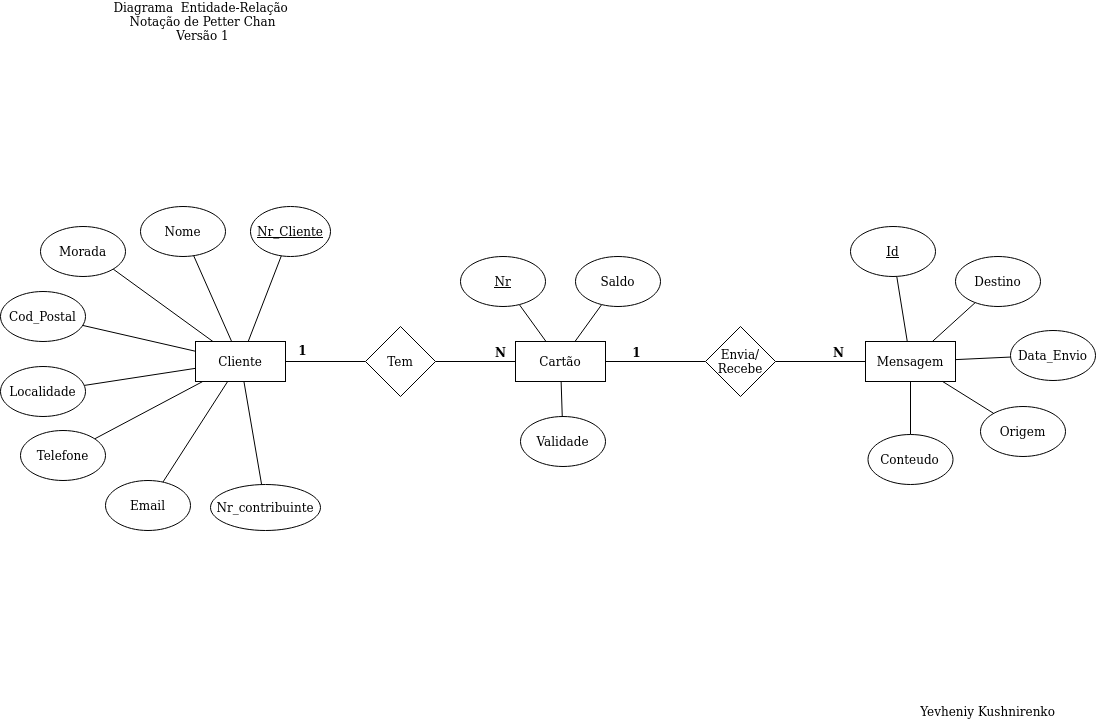 Diagrama  Entidade-Relação
Notação de Petter Chan
Versão 1
Nome
Nr_Cliente
Morada
Cod_Postal
Localidade
Telefone
Email
Nr_contribuinte
Cliente
1
Tem
N
Nr
Saldo
Cartão
Validade
1
Envia/
Recebe
N
Id
Destino
Mensagem
Data_Envio
Origem
Conteudo
Yevheniy Kushnirenko